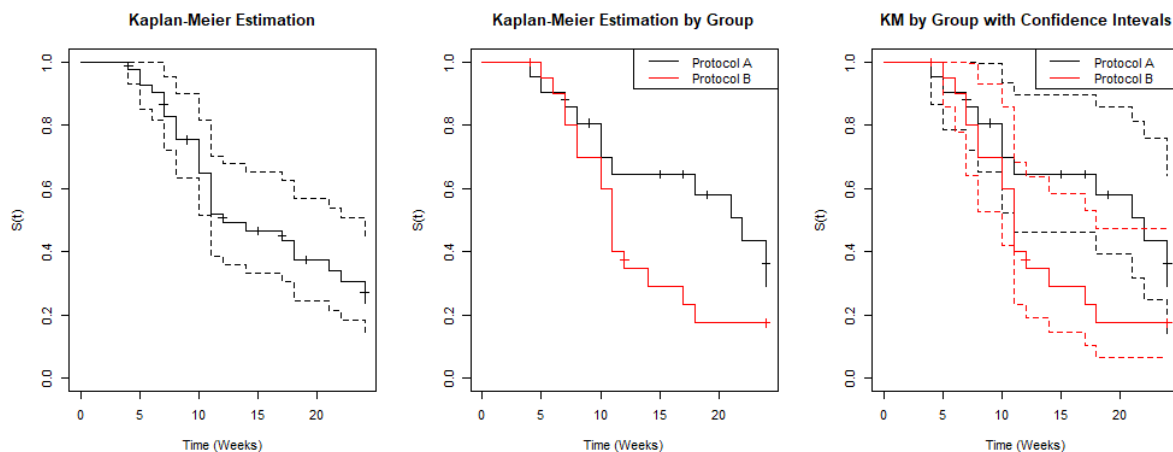 Kaplan-Meier Estimation
S(t)
1.0
0.8
0.6
0.4
0.2
0.0
0 5 10 15 20
Time (Weeks)
Kaplan-Meier Estimation by Group
Protocol A
Protocol B
S(t)
1.0
0.8
0.6
0.4
0.2
0.0
0 5 10 15 20
Time (Weeks)
KM by Group with Confidence Intevals
Protocol A
Protocol B
S(t)
1.0
0.8
0.6
0.4
0.2
0.0
0 5 10 15 20
Time (Weeks)